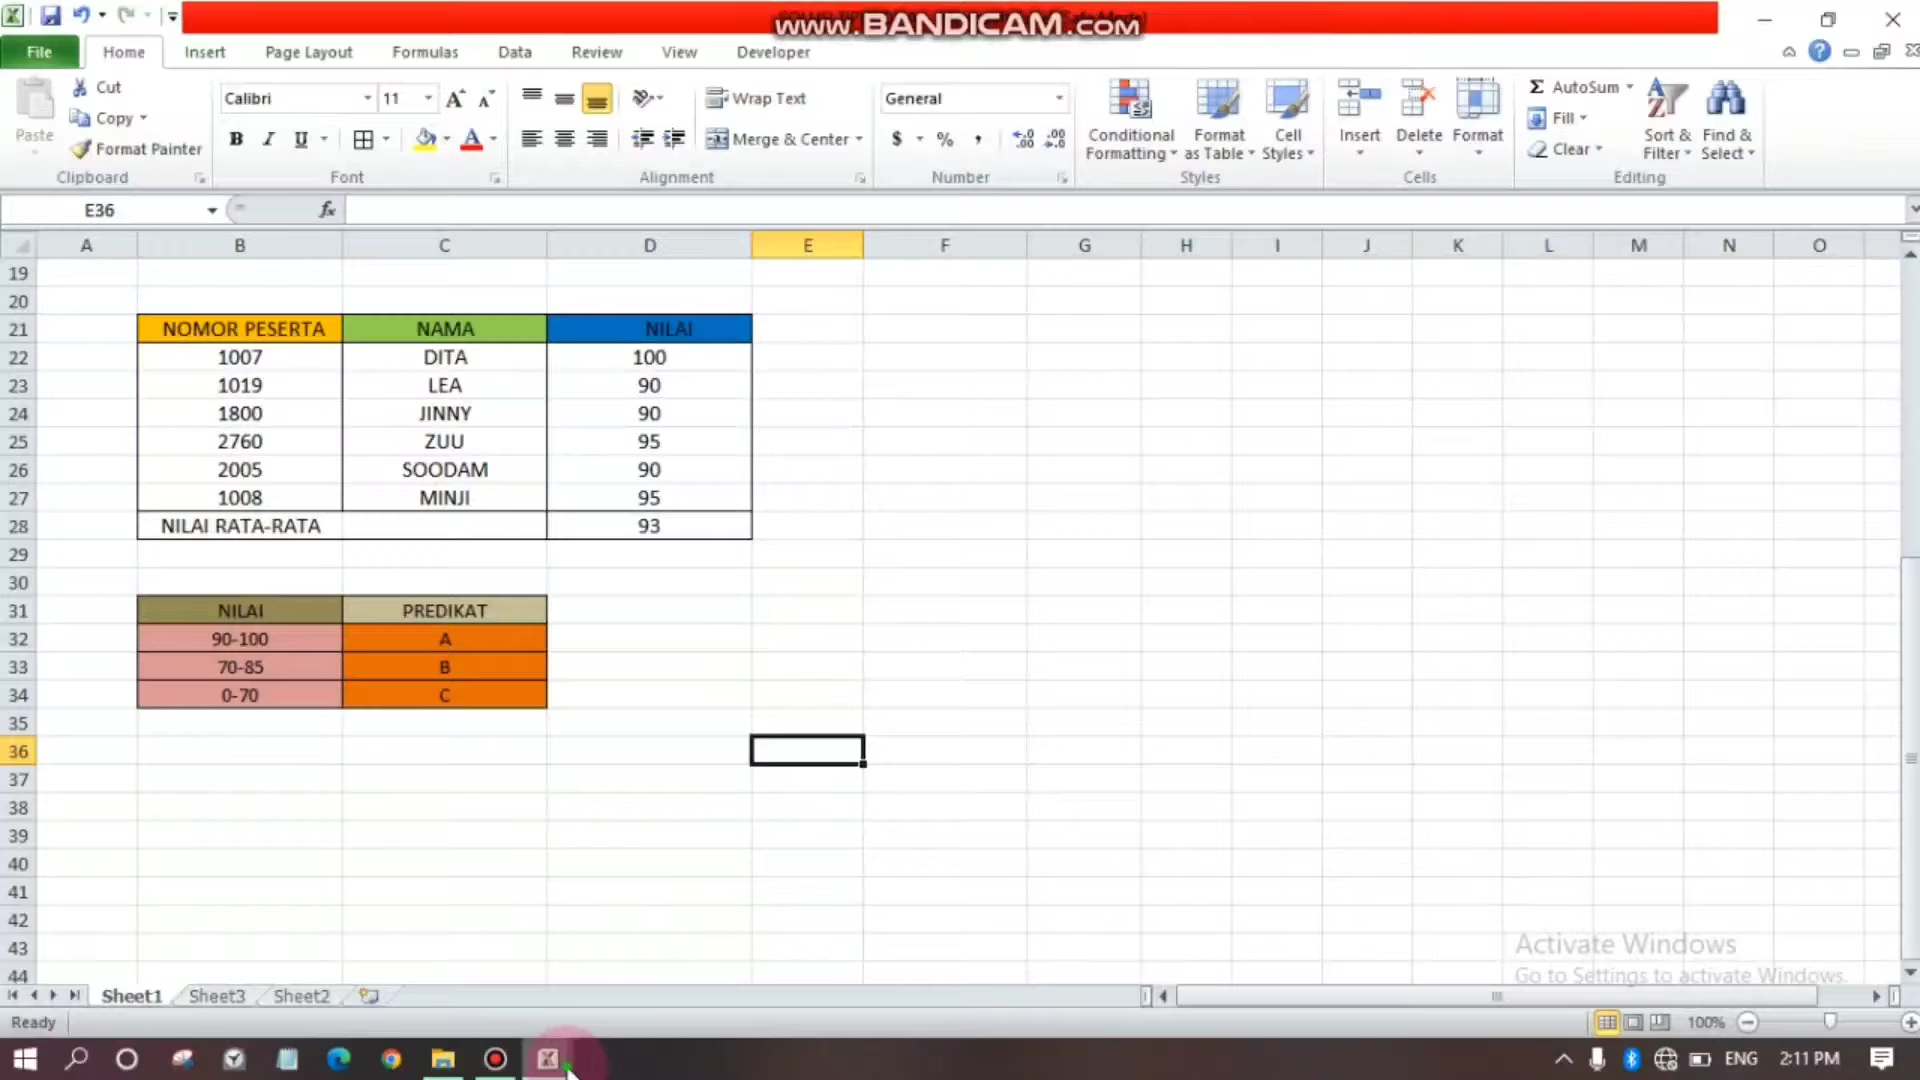 www.BANDICAM.com
File Home Insert Page Layout Formulas Data Review View Developer
Paste
Cut
Copy
Format Painter
Clipboard
Calibri 11
B I U
Font
Wrap Text
Merge & Center
Alignment
General
$ % ,
Number
Conditional Formatting
Format as Table
Cell Styles
Styles
Insert Delete Format
Cells
AutoSum
Fill
Clear
Sort & Filter
Find & Select
Editing
E36 fx
A B C D E F G H I J K L M N O
19
20
21 NOMOR PESERTA NAMA NILAI
22 1007 DITA 100
23 1019 LEA 90
24 1800 JINNY 90
25 2760 ZUU 95
26 2005 SOODAM 90
27 1008 MINJI 95
28 NILAI RATA-RATA 93
29
30
31 NILAI PREDIKAT
32 90-100 A
33 70-85 B
34 0-70 C
35
36
37
38
39
40
41
42
43
44
Activate Windows
Go to Settings to activate Windows.
Sheet1 Sheet3 Sheet2
Ready 100%
ENG 2:11 PM